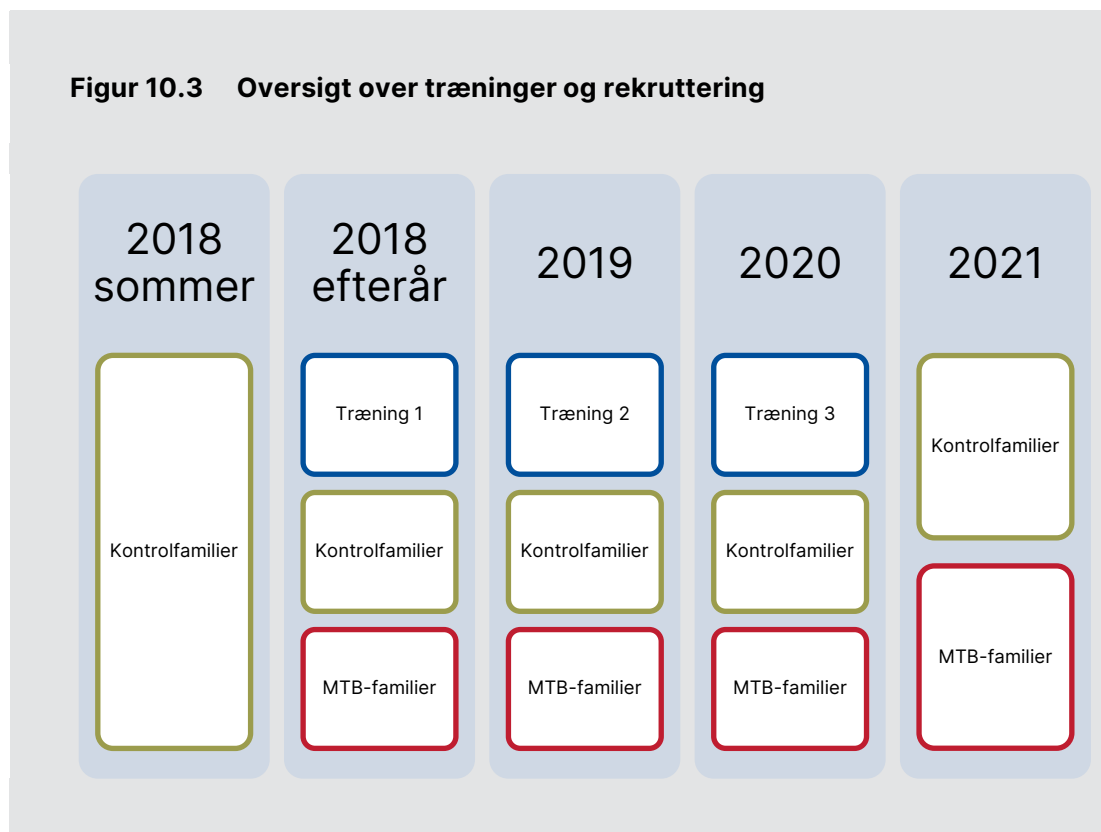 Figur 10.3 Oversigt over træninger og rekruttering
2018
sommer
Kontrolfamilier
2018
efterår
Træning 1
Kontrolfamilier
MTB-familier
2019
Træning 2
Kontrolfamilier
MTB-familier
2020
Træning 3
Kontrolfamilier
MTB-familier
2021
Kontrolfamilier
MTB-familier